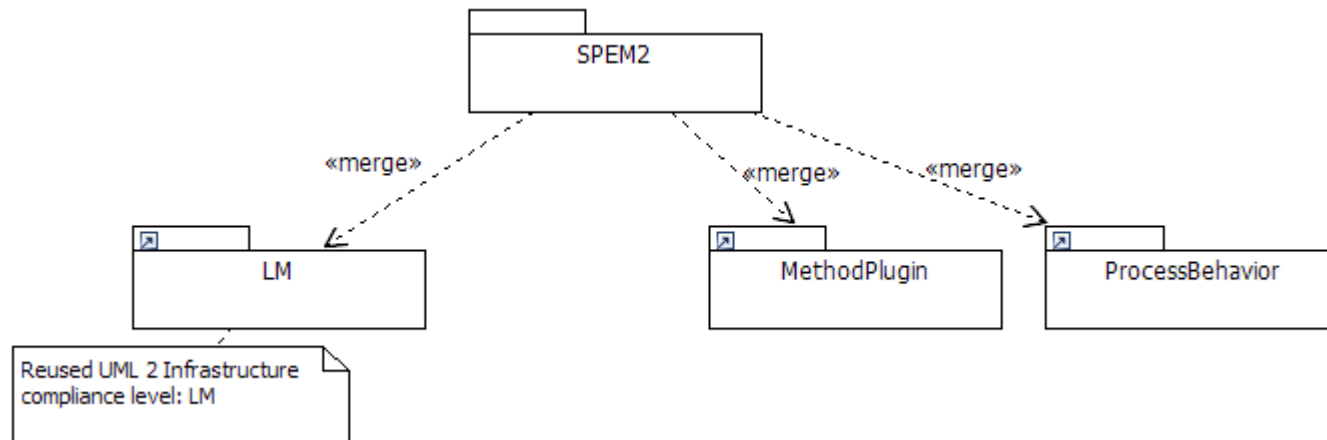 SPEM2
«merge»
«merge»
«merge»
LM
MethodPlugin
ProcessBehavior
Reused UML 2 Infrastructure
compliance level: LM